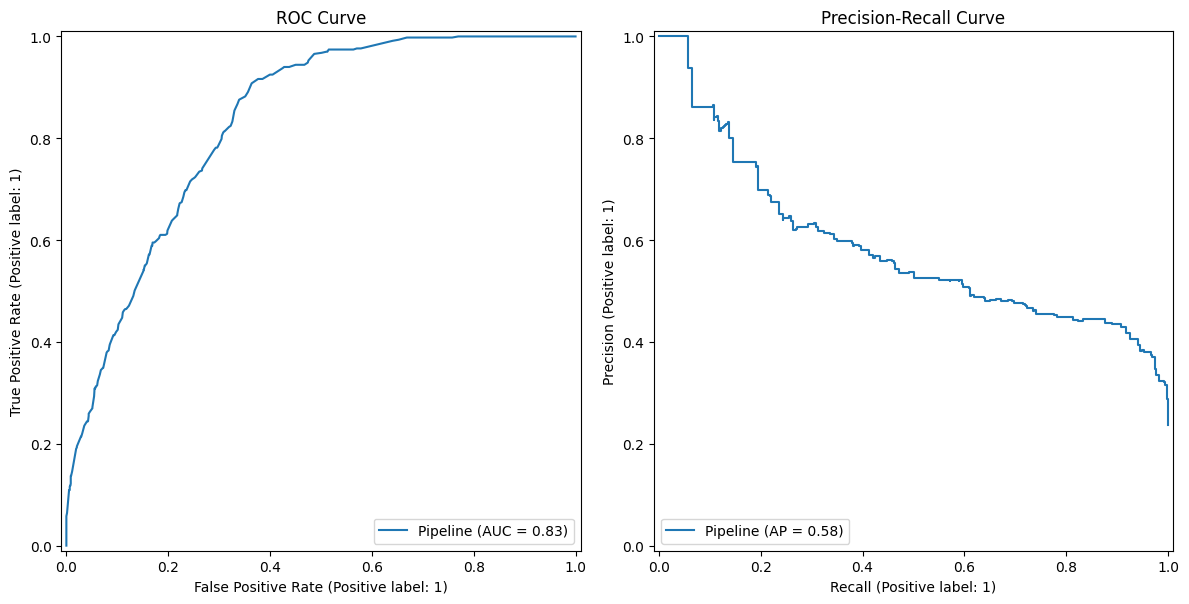 ROC Curve
1.0
0.8
0.6
0.4
0.2
0.0
True Positive Rate (Positive label: 1)
0.0 0.2 0.4 0.6 0.8 1.0
False Positive Rate (Positive label: 1)
Pipeline (AUC = 0.83)
Precision-Recall Curve
1.0
0.8
0.6
0.4
0.2
0.0
Precision (Positive label: 1)
0.0 0.2 0.4 0.6 0.8 1.0
Recall (Positive label: 1)
Pipeline (AP = 0.58)